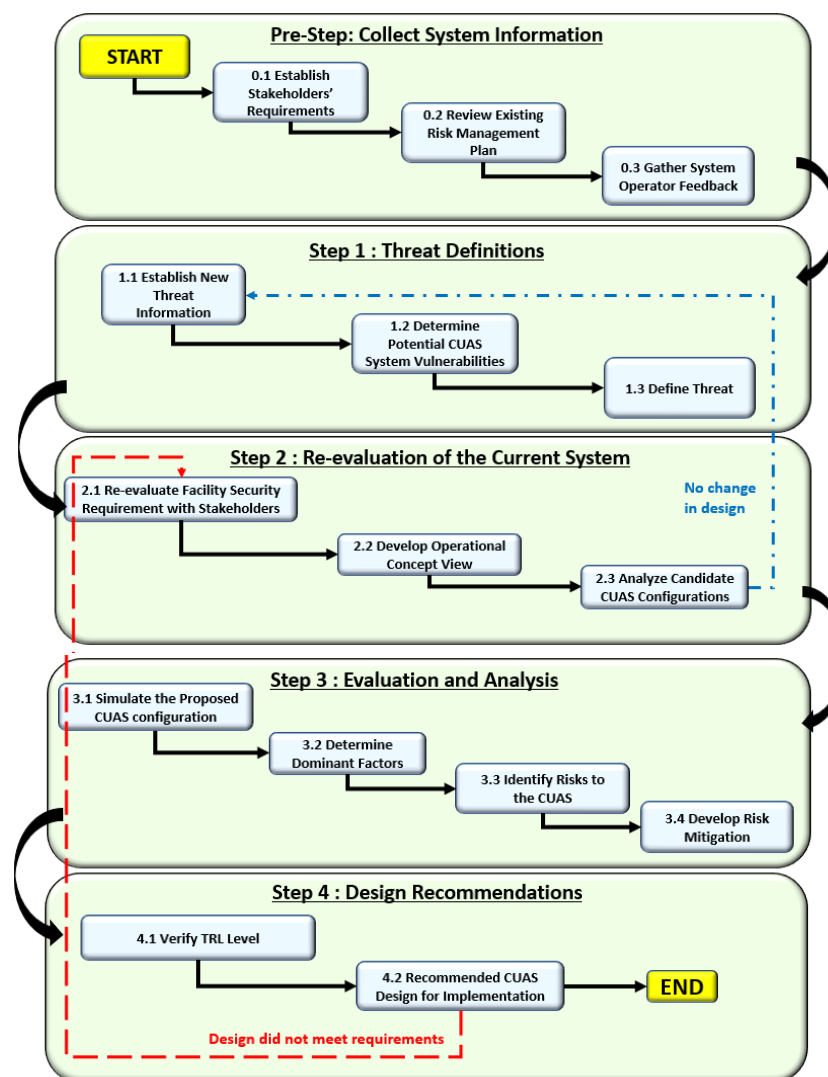 Pre-Step: Collect System Information
START
0.1 Establish
Stakeholders'
Requirements
0.2 Review Existing
Risk Management
Plan
0.3 Gather System
Operator Feedback
Step 1 : Threat Definitions
1.1 Establish New
Threat
Information
1.2 Determine
Potential CUAS
System Vulnerabilities
1.3 Define Threat
Step 2 : Re-evaluation of the Current System
2.1 Re-evaluate Facility Security
Requirement with Stakeholders
No change
in design
2.2 Develop Operational
Concept View
2.3 Analyze Candidate
CUAS Configurations
Step 3 : Evaluation and Analysis
3.1 Simulate the Proposed
CUAS configuration
3.2 Determine
Dominant Factors
3.3 Identify Risks to
the CUAS
3.4 Develop Risk
Mitigation
Step 4 : Design Recommendations
4.1 Verify TRL Level
4.2 Recommended CUAS
Design for Implementation
END
Design did not meet requirements